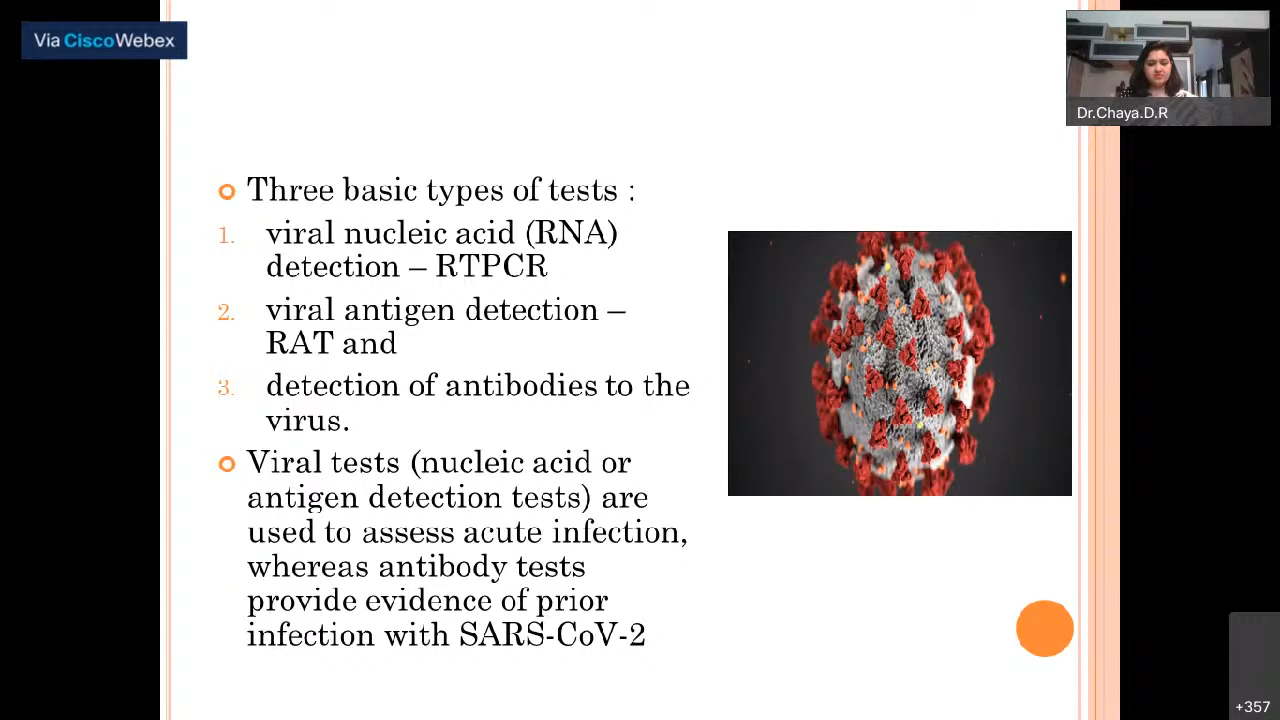 Via CiscoWebex
Dr.Chaya.D.R
Three basic types of tests :
1. viral nucleic acid (RNA)
detection – RTPCR
2. viral antigen detection –
RAT and
3. detection of antibodies to the
virus.
Viral tests (nucleic acid or
antigen detection tests) are
used to assess acute infection,
whereas antibody tests
provide evidence of prior
infection with SARS-CoV-2
+357